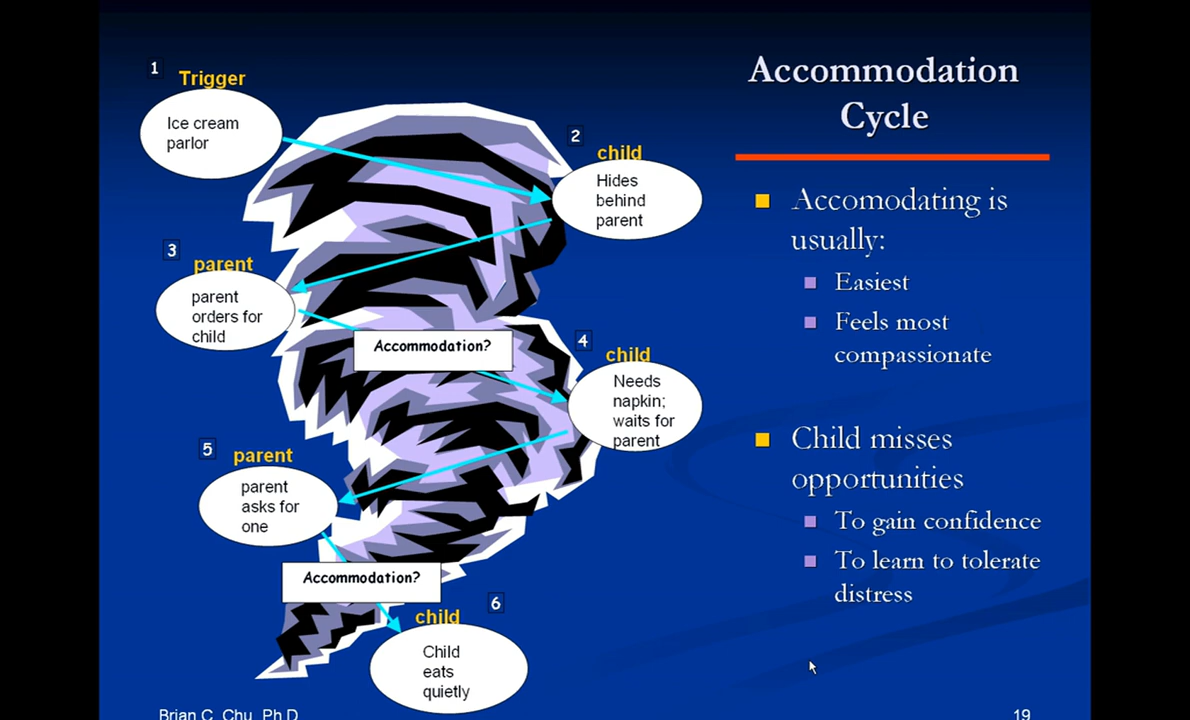 Accommodation
Cycle
1
Trigger
Ice cream
parlor
2
child
Hides
behind
parent
3
parent
parent
orders for
child
Accommodation?
4
child
Needs
napkin;
waits for
parent
5
parent
parent
asks for
one
Accommodation?
6
child
Child
eats
quietly
Accomodating is
usually:
Easiest
Feels most
compassionate
Child misses
opportunities
To gain confidence
To learn to tolerate
distress
Brian C. Chu, Ph.D.
19